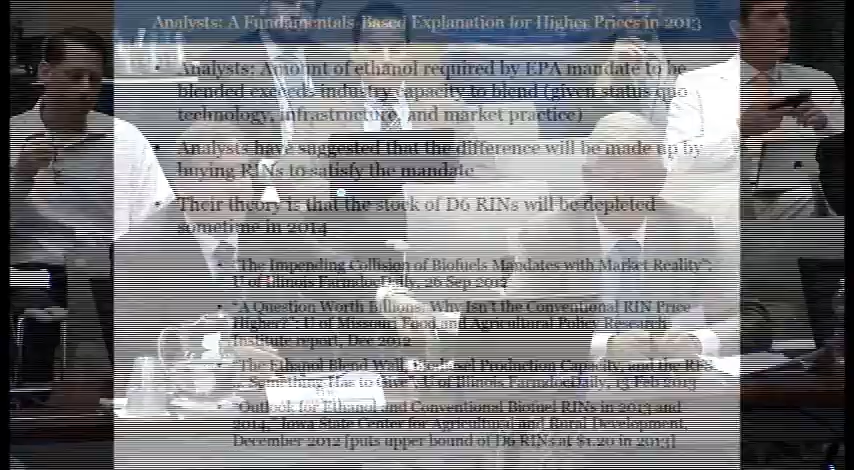 Analysts: A Fundamentals-Based Explanation for Higher Prices in 2013
• Analysts: Amount of ethanol required by EPA mandate to be
blended exceeds industry capacity to blend (given status quo
technology, infrastructure, and market practice)
• Analysts have suggested that the difference will be made up by
buying RINs to satisfy the mandate
• Their theory is that the stock of D6 RINs will be depleted
sometime in 2014
• "The Impending Collision of Biofuels Mandates with Market Reality";
U of Illinois FarmdocDaily, 26 Sep 2012
• "A Question Worth Billions: Why Isn't the Conventional RIN Price
Higher?"; U of Missouri Food and Agricultural Policy Research
Institute report, Dec 2012
• "The Ethanol Blend Wall, Biodiesel Production Capacity, and the RFS
... Something Has to Give"; U of Illinois FarmdocDaily, 13 Feb 2013
• "Outlook for Ethanol and Conventional Biofuel RINs in 2013 and
2014," Iowa State Center for Agricultural and Rural Development,
December 2012 [puts upper bound of D6 RINs at $1.20 in 2013]